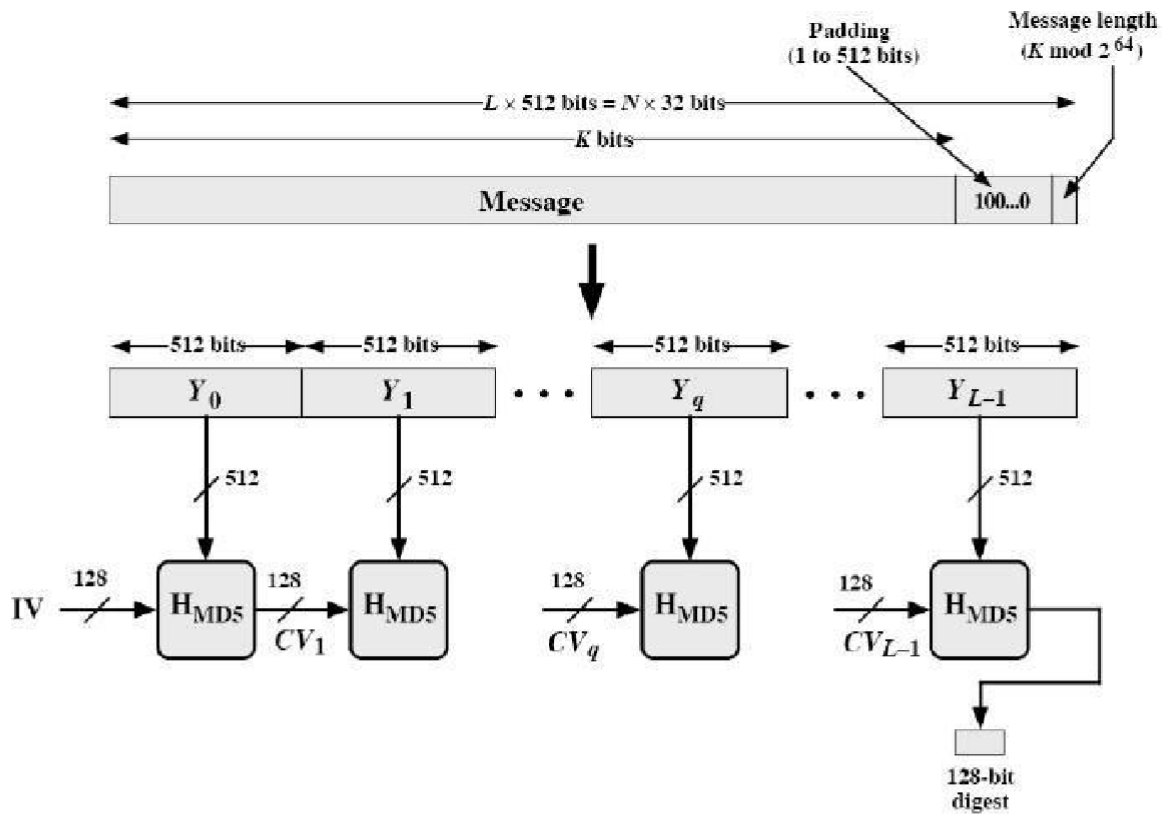 Padding
(1 to 512 bits)
Message length
(K mod 2^64)
L × 512 bits = N × 32 bits
K bits
Message
100...0
512 bits
512 bits
512 bits
512 bits
Y0
Y1
• • •
Yq
• • •
YL–1
512
512
512
512
IV
128
HMD5
128
CV1
HMD5
128
CVq
HMD5
128
CVL–1
HMD5
128-bit
digest